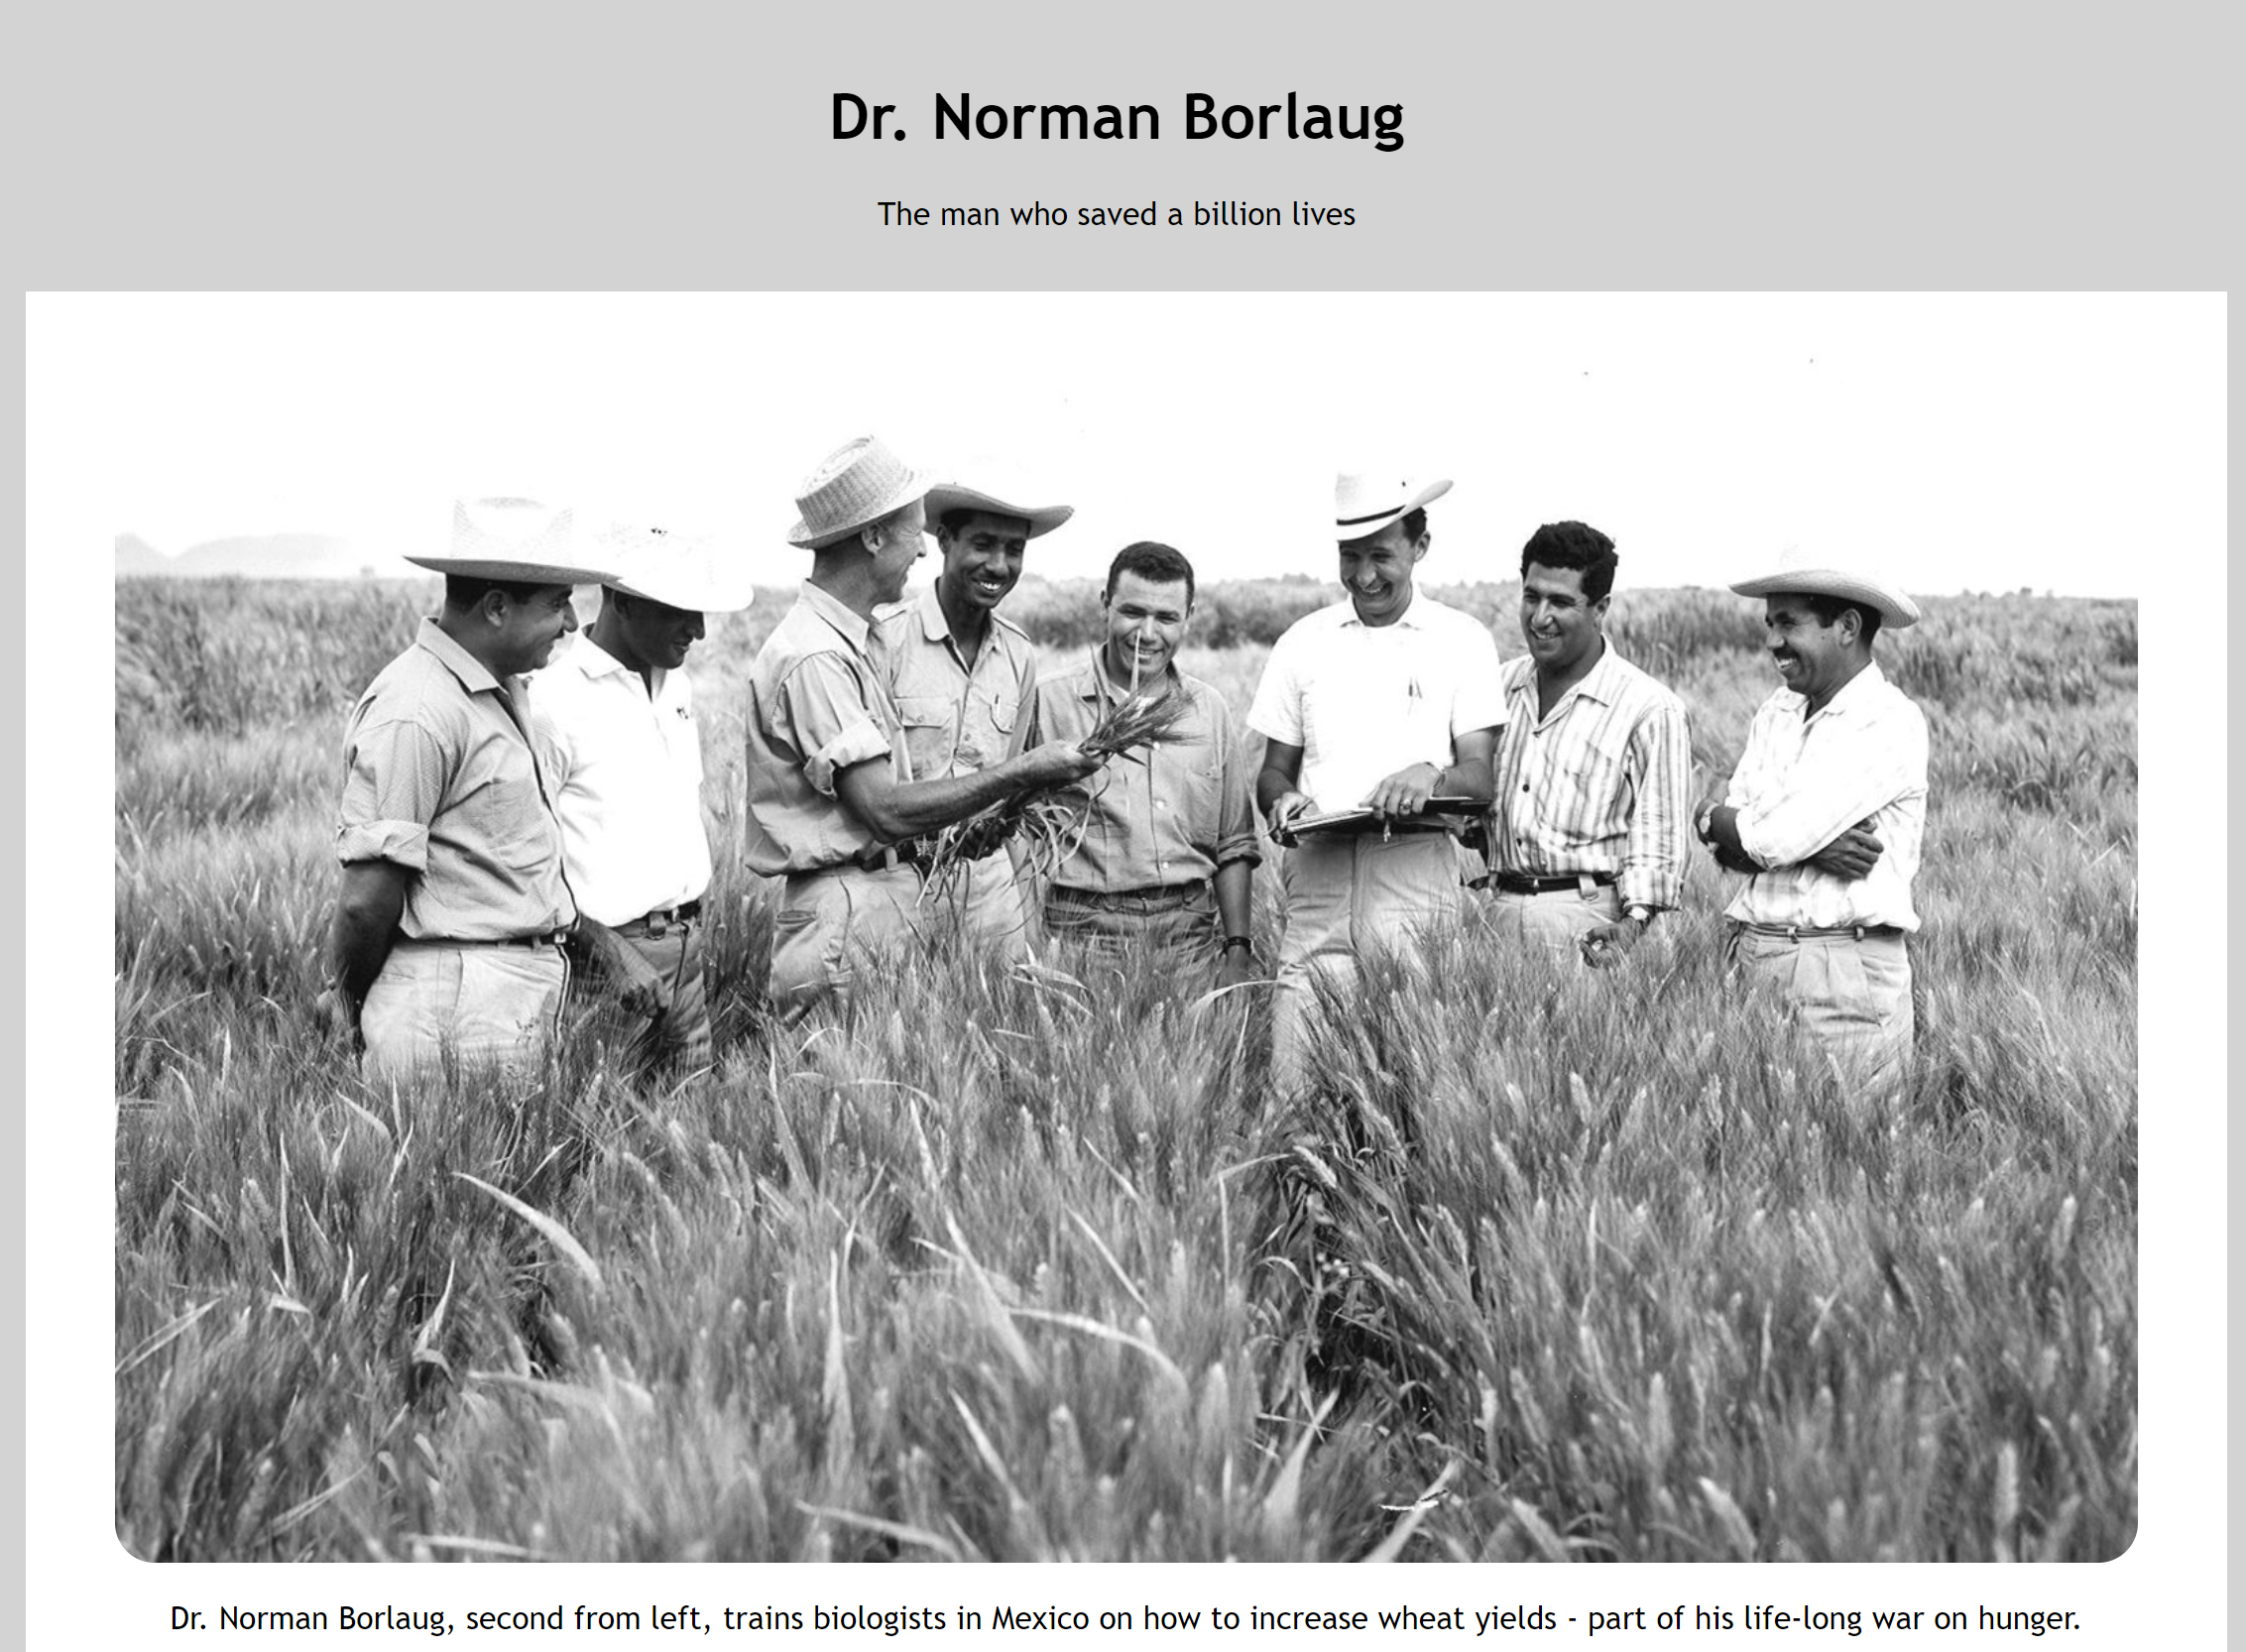 Dr. Norman Borlaug
The man who saved a billion lives
Dr. Norman Borlaug, second from left, trains biologists in Mexico on how to increase wheat yields - part of his life-long war on hunger.